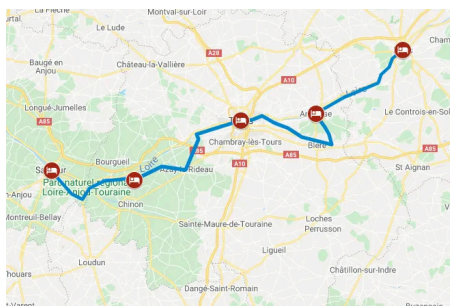 La Flèche
Montval-sur-Loir
Le Lude
A28
Baugé en
Anjou
Château-la-Vallière
A10
Loire
Longué-Jumelles
A85
Le Controis-en-Sol
Chambray-lès-Tours
A85
Bourgueil
Loire
A10
A85
St Aignan
Azay-le-Rideau
Parc naturel régional
Loire-Anjou-Touraine
Chinon
Montreuil-Bellay
Sainte-Maure-de-Touraine
Loches
Perrusson
Loudun
Ligueil
Châtillon-sur-Indre
Thouars
Dangé-Saint-Romain